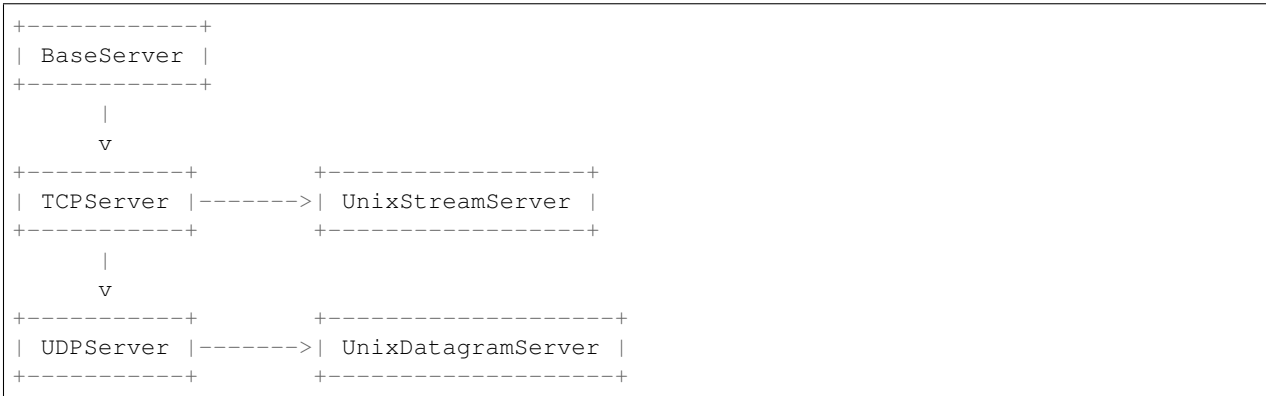 +------------+
| BaseServer |
+------------+
      |
      v
+-----------+        +------------------+
| TCPServer |------->| UnixStreamServer |
+-----------+        +------------------+
      |
      v
+-----------+        +--------------------+
| UDPServer |------->| UnixDatagramServer |
+-----------+        +--------------------+